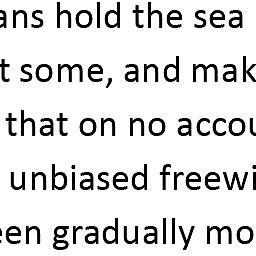 ans hold the sea
t some, and mak
that on no accou
unbiased freewi
een gradually mo